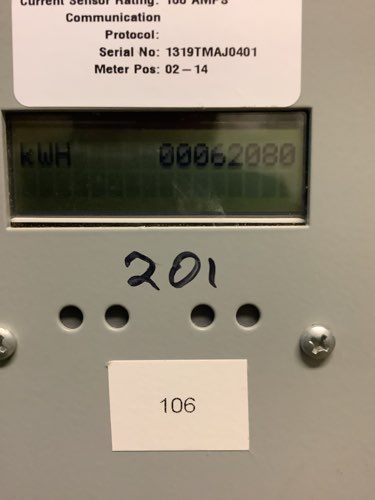 Current Sensor Rating: 100 AMPS
Communication
Protocol:
Serial No: 1319TMAJ0401
Meter Pos: 02 – 14
kWH 00062080
201
106